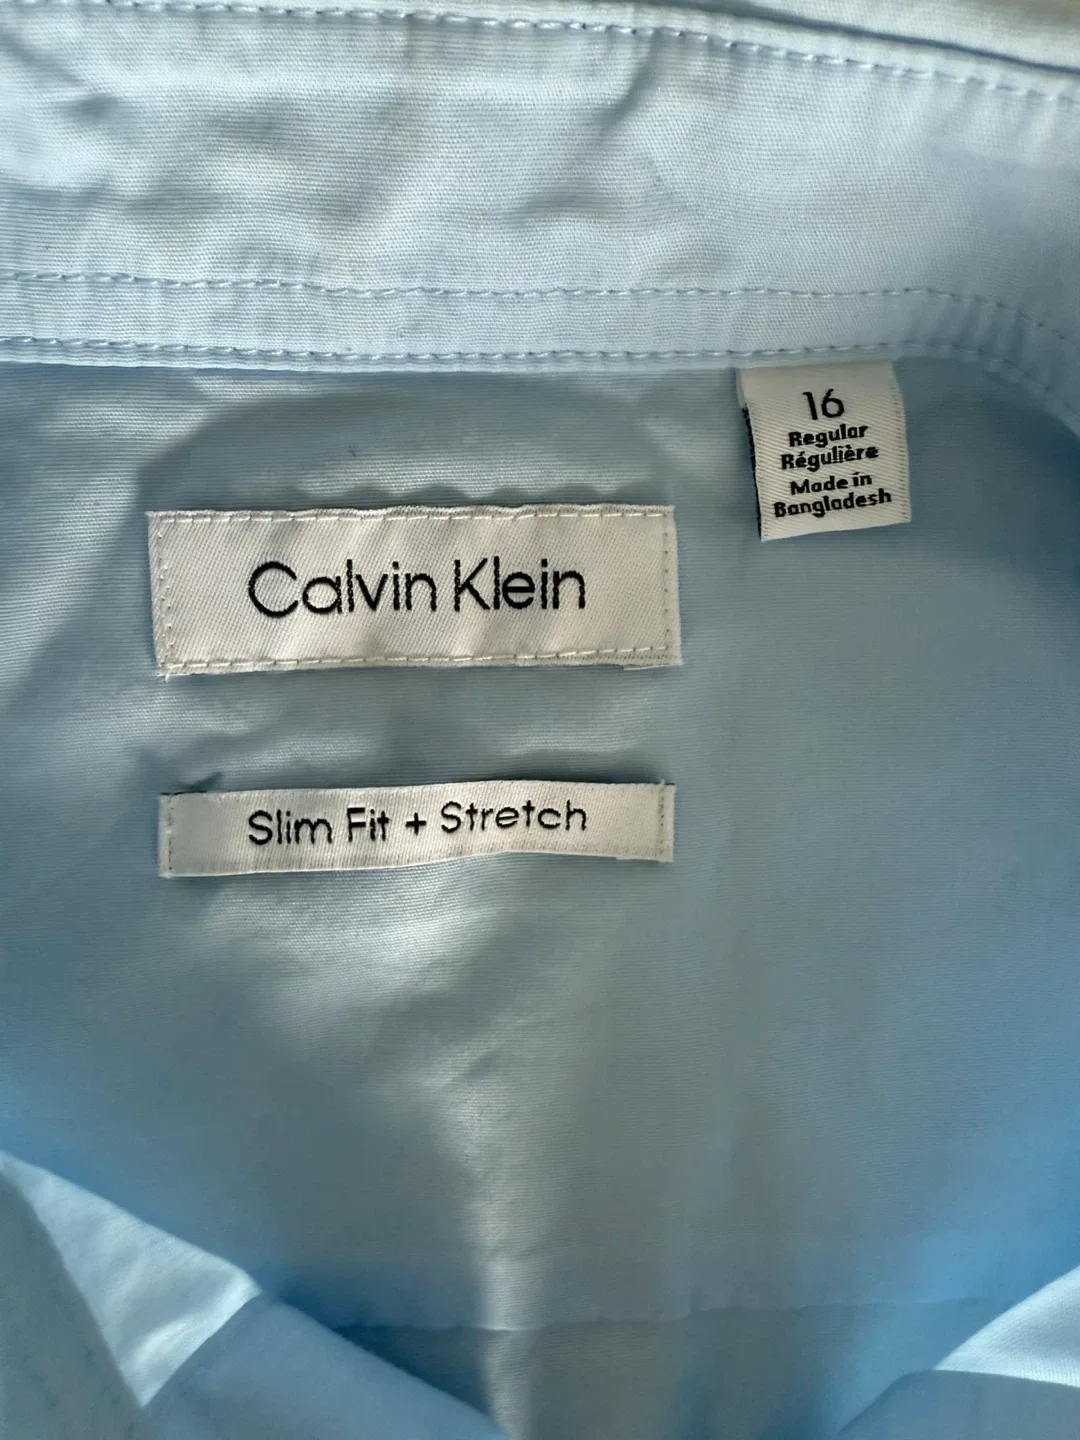 16
Regular
Régulière
Made in
Bangladesh
Calvin Klein
Slim Fit + Stretch